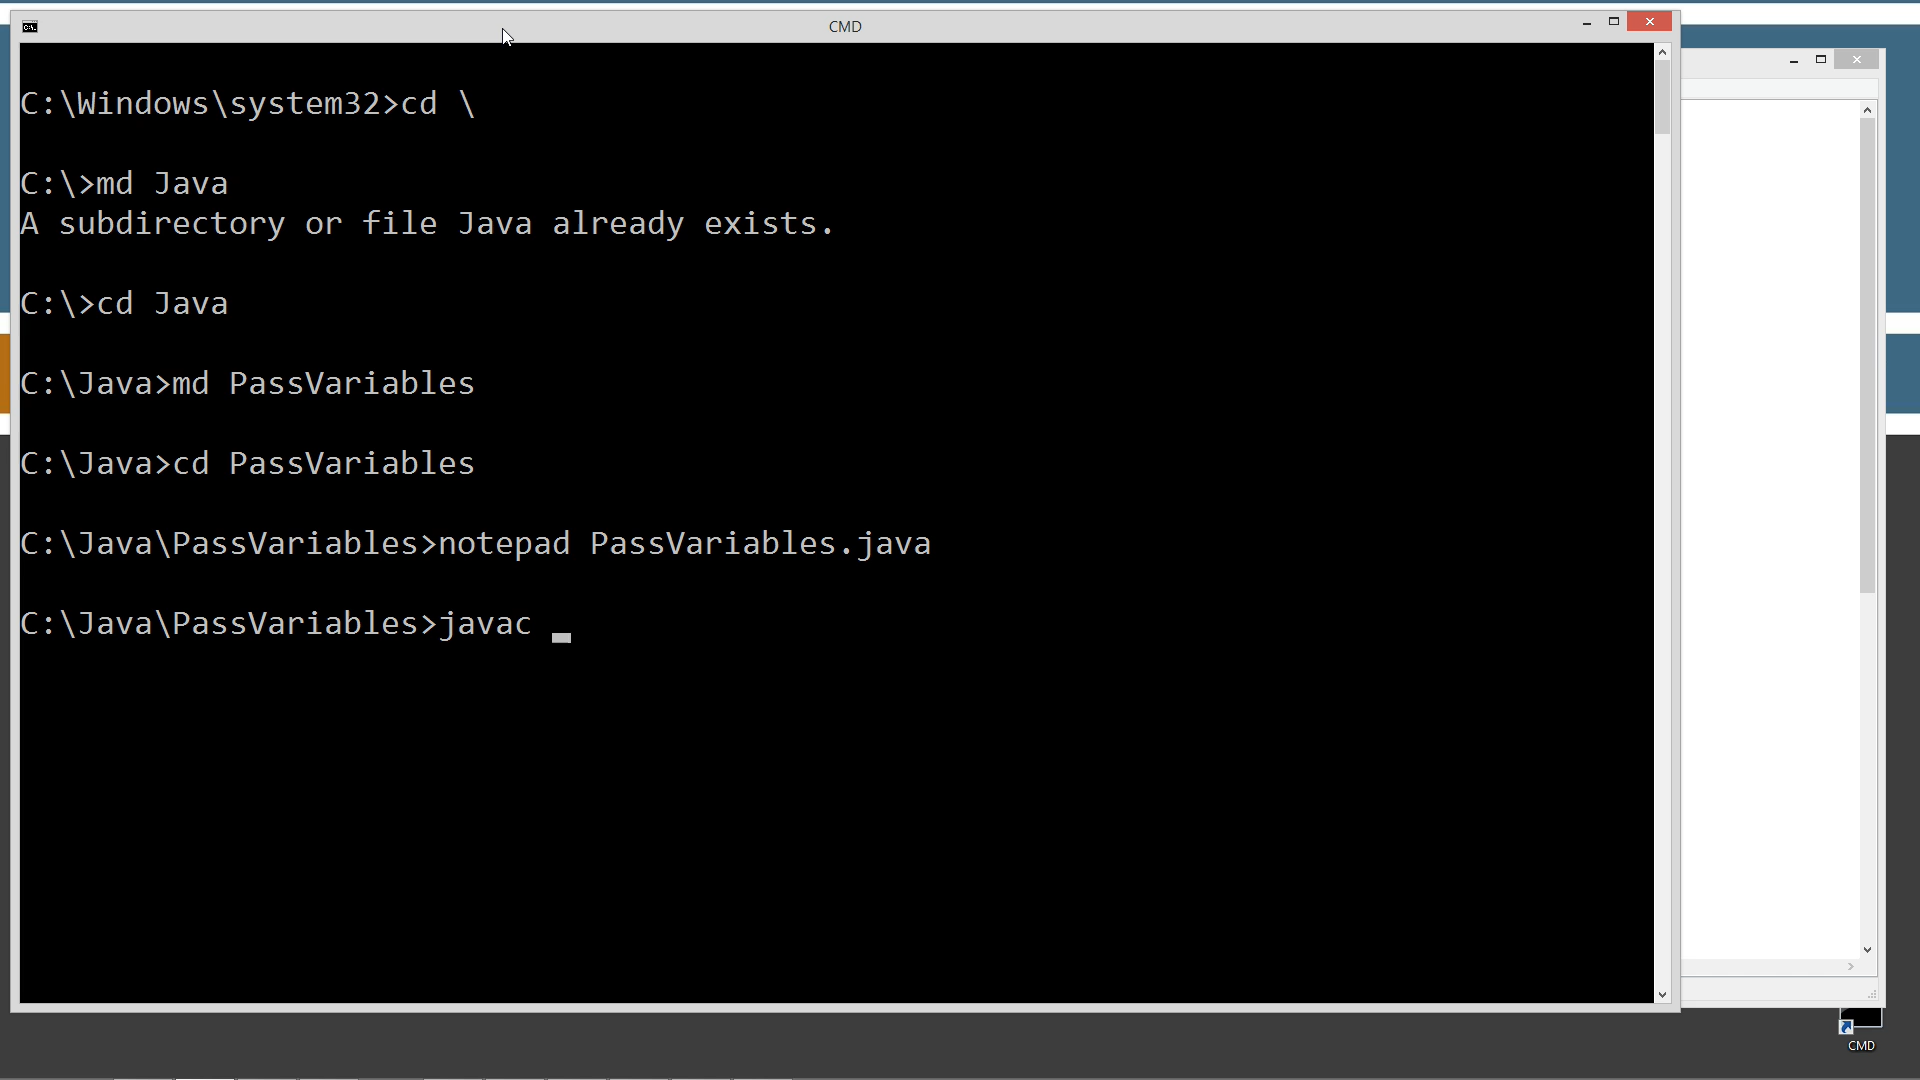 CMD
C:\Windows\system32>cd \
C:\>md Java
A subdirectory or file Java already exists.
C:\>cd Java
C:\Java>md PassVariables
C:\Java>cd PassVariables
C:\Java\PassVariables>notepad PassVariables.java
C:\Java\PassVariables>javac
CMD